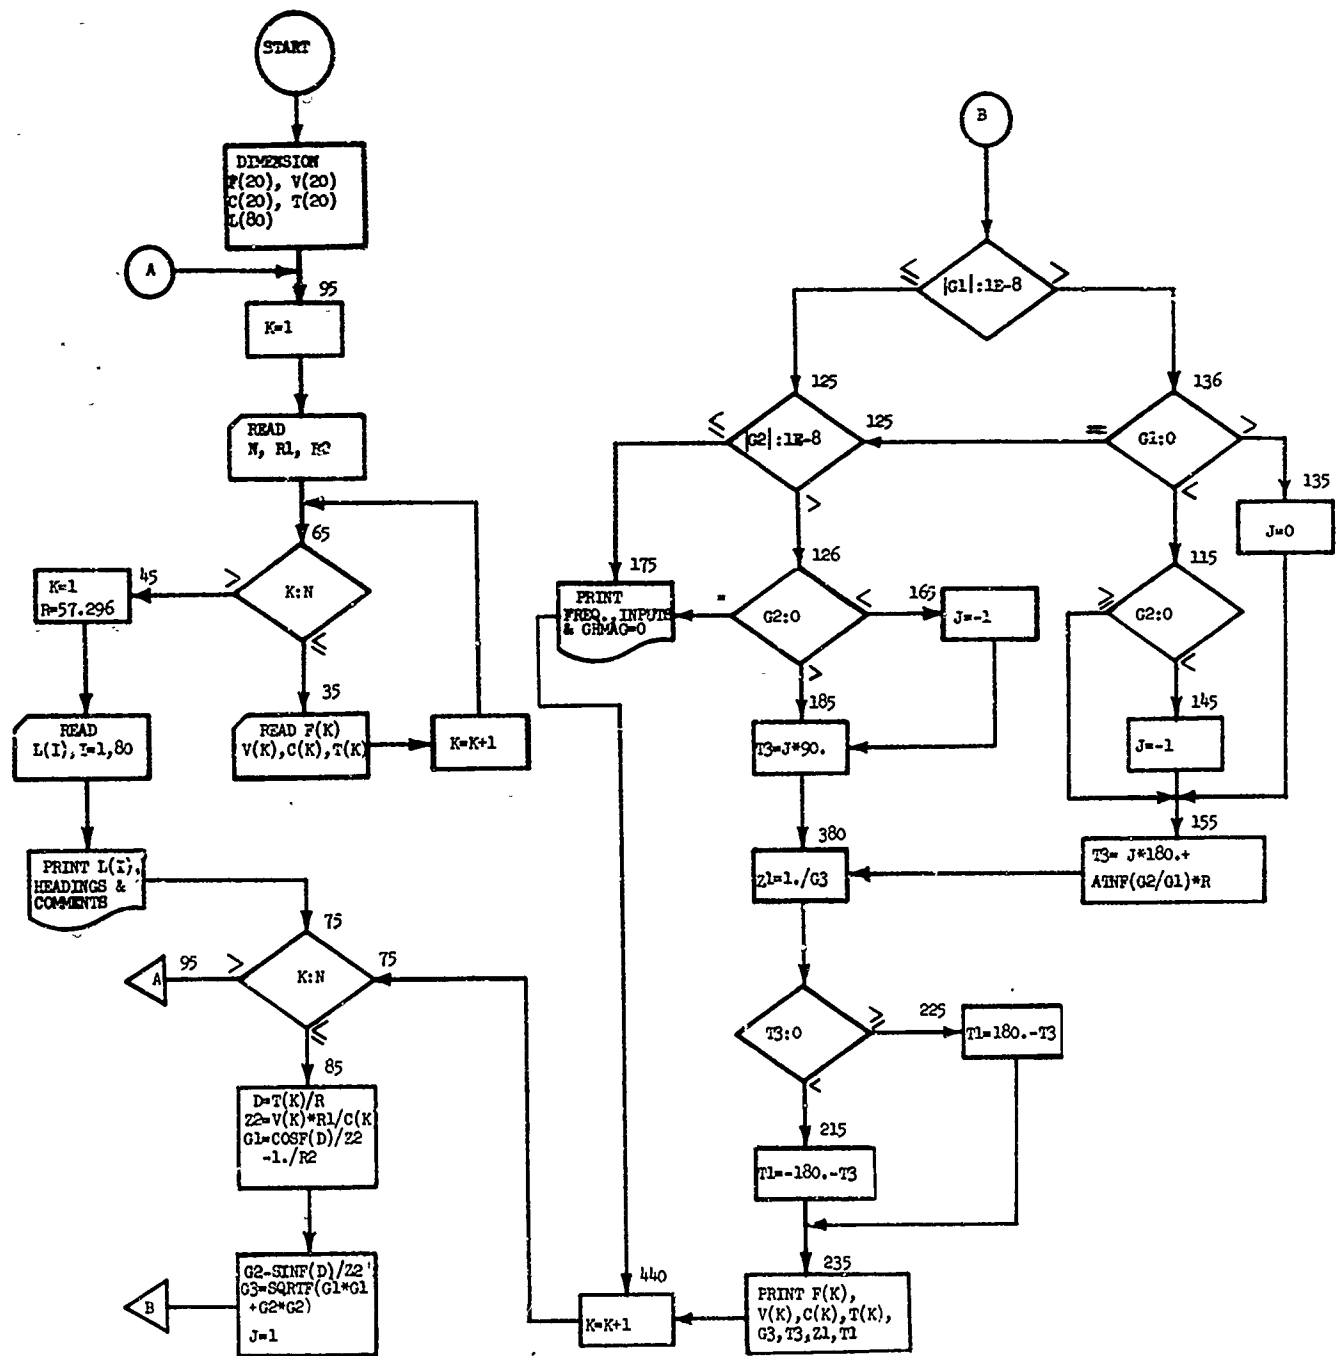 START
DIMENSION
F(20), V(20)
C(20), T(20)
L(80)
A
95
K=1
READ
N, R1, R2
65
K:N
>
≤
45
K=1
R=57.296
35
READ F(K)
V(K),C(K),T(K)
K=K+1
READ
L(I),I=1,80
PRINT L(I),
HEADINGS &
COMMENTS
75
75
K:N
>
≤
95
A
85
D=T(K)/R
Z2=V(K)*R1/C(K
G1=COSF(D)/Z2
-1./R2
G2-SINF(D)/Z2
G3=SQRTF(G1*G1
+G2*G2)
J=1
B
B
|G1|:1E-8
≤
>
125
|G2|:1E-8
≤
>
125
136
G1:0
=
>
<
135
J=0
175
PRINT
FREQ., INPUTS
& GRMAG=0
126
G2:0
=
<
>
165
J=-1
115
G2:0
≥
<
145
J=-1
185
T3=J*90.
155
T3= J*180.+
ATNF(G2/G1)*R
380
Z1=1./G3
T3:0
≥
<
225
T1=180.-T3
215
T1=-180.-T3
235
PRINT F(K),
V(K),C(K),T(K),
G3,T3,Z1,T1
440
K=K+1